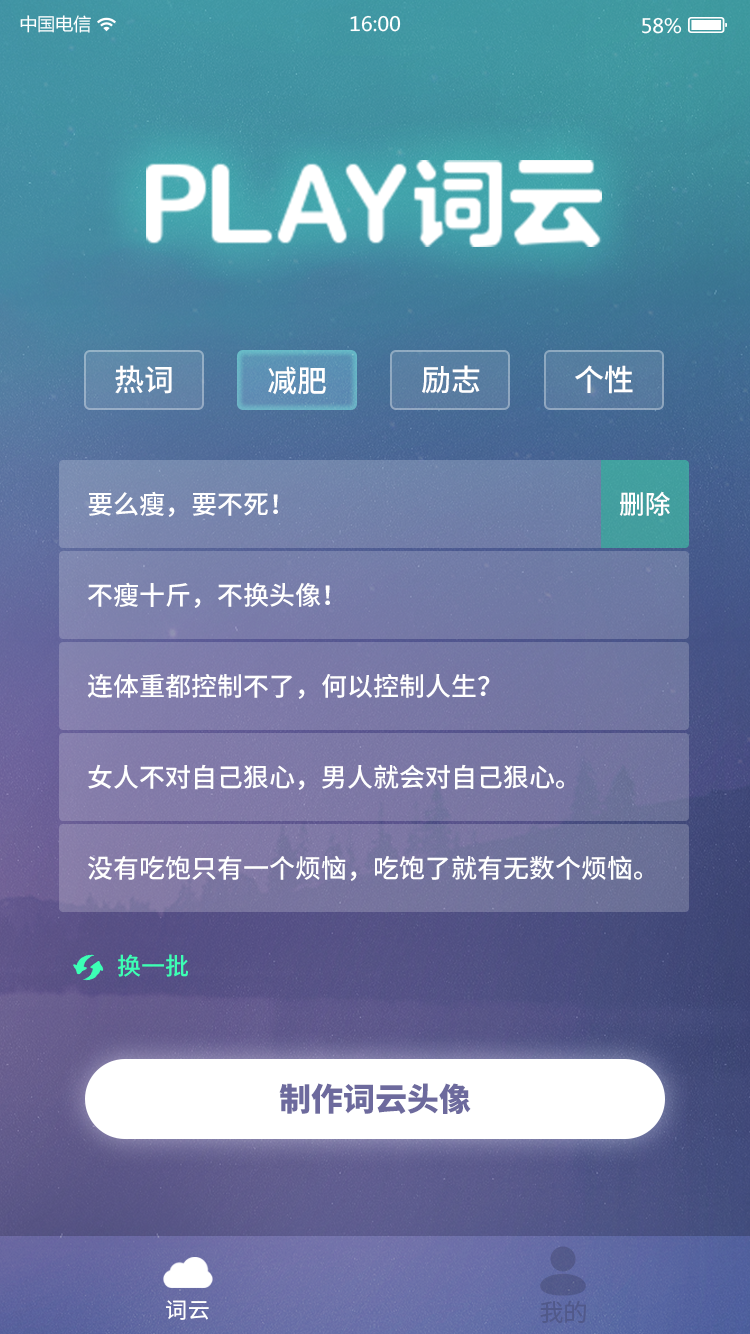 中国电信 16:00 58%
PLAY词云
热词 减肥 励志 个性
要么瘦，要不死！ 删除
不瘦十斤，不换头像！
连体重都控制不了，何以控制人生？
女人不对自己狠心，男人就会对自己狠心。
没有吃饱只有一个烦恼，吃饱了就有无数个烦恼。
换一批
制作词云头像
词云 我的